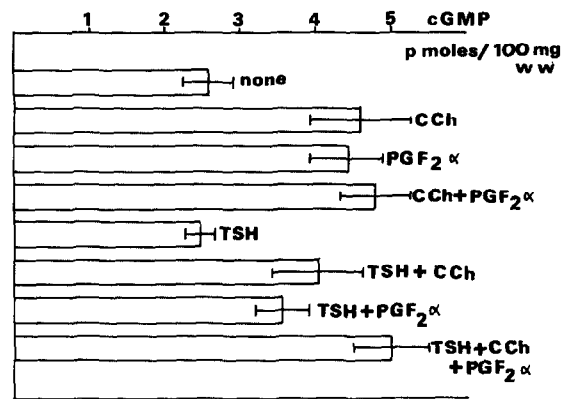 1 2 3 4 cGMP 5
p moles/100 mg
w w
none
CCh
PGF₂ α
CCh+PGF₂α
TSH
TSH+CCh
TSH+PGF₂α
TSH+CCh
+PGF₂ α